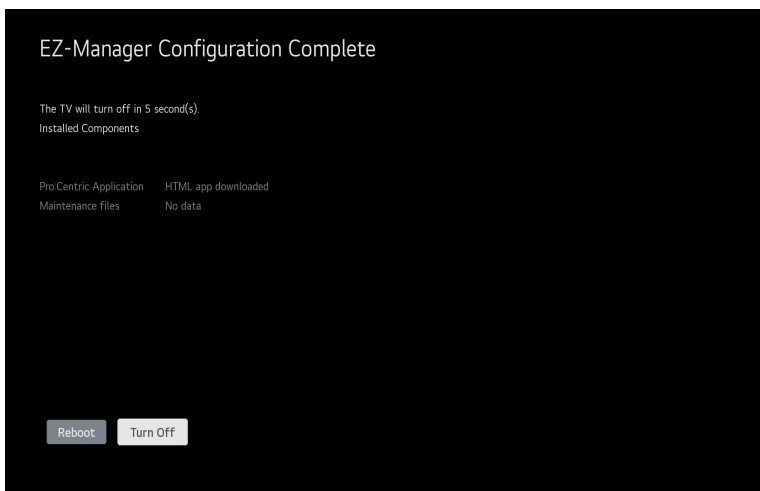 EZ-Manager Configuration Complete
The TV will turn off in 5 second(s).
Installed Components
Pro:Centric Application HTML app downloaded
Maintenance files No data
Reboot Turn Off